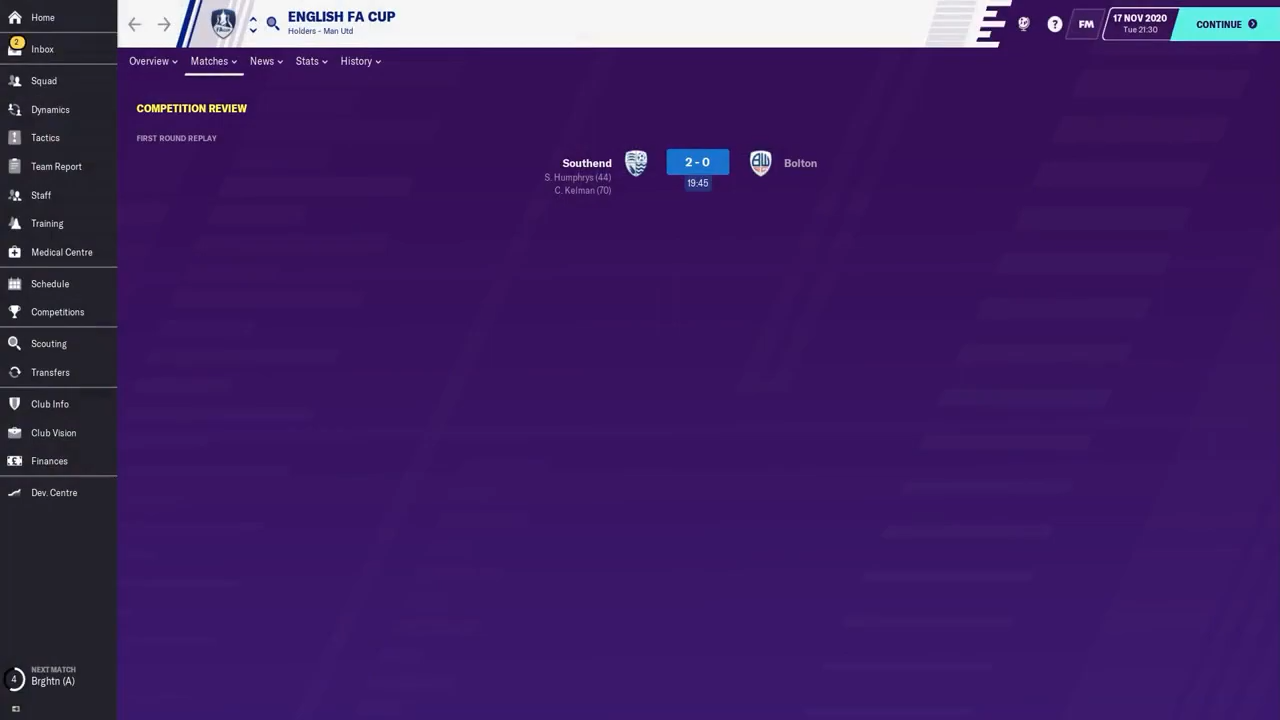 Home
ENGLISH FA CUP
Holders - Man Utd
FM
17 NOV 2020
Tue 21:30
CONTINUE
2
Inbox
Overview
Matches
News
Stats
History
Squad
Dynamics
Tactics
Team Report
Staff
Training
Medical Centre
Schedule
Competitions
Scouting
Transfers
Club Info
Club Vision
Finances
Dev. Centre
COMPETITION REVIEW
FIRST ROUND REPLAY
Southend
2 - 0
Bolton
S. Humphrys (44)
19:45
C. Kelman (70)
4
NEXT MATCH
Brghtn (A)